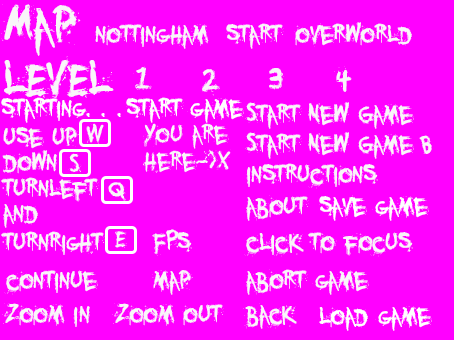 MAP NOTTINGHAM START OVERWORLD
LEVEL 1 2 3 4
STARTING. . . START GAME START NEW GAME
USE UP W YOU ARE START NEW GAME B
DOWN S HERE-->X INSTRUCTIONS
TURNLEFT Q
AND ABOUT SAVE GAME
TURNRIGHT E FPS CLICK TO FOCUS
CONTINUE MAP ABORT GAME
ZOOM IN ZOOM OUT BACK LOAD GAME